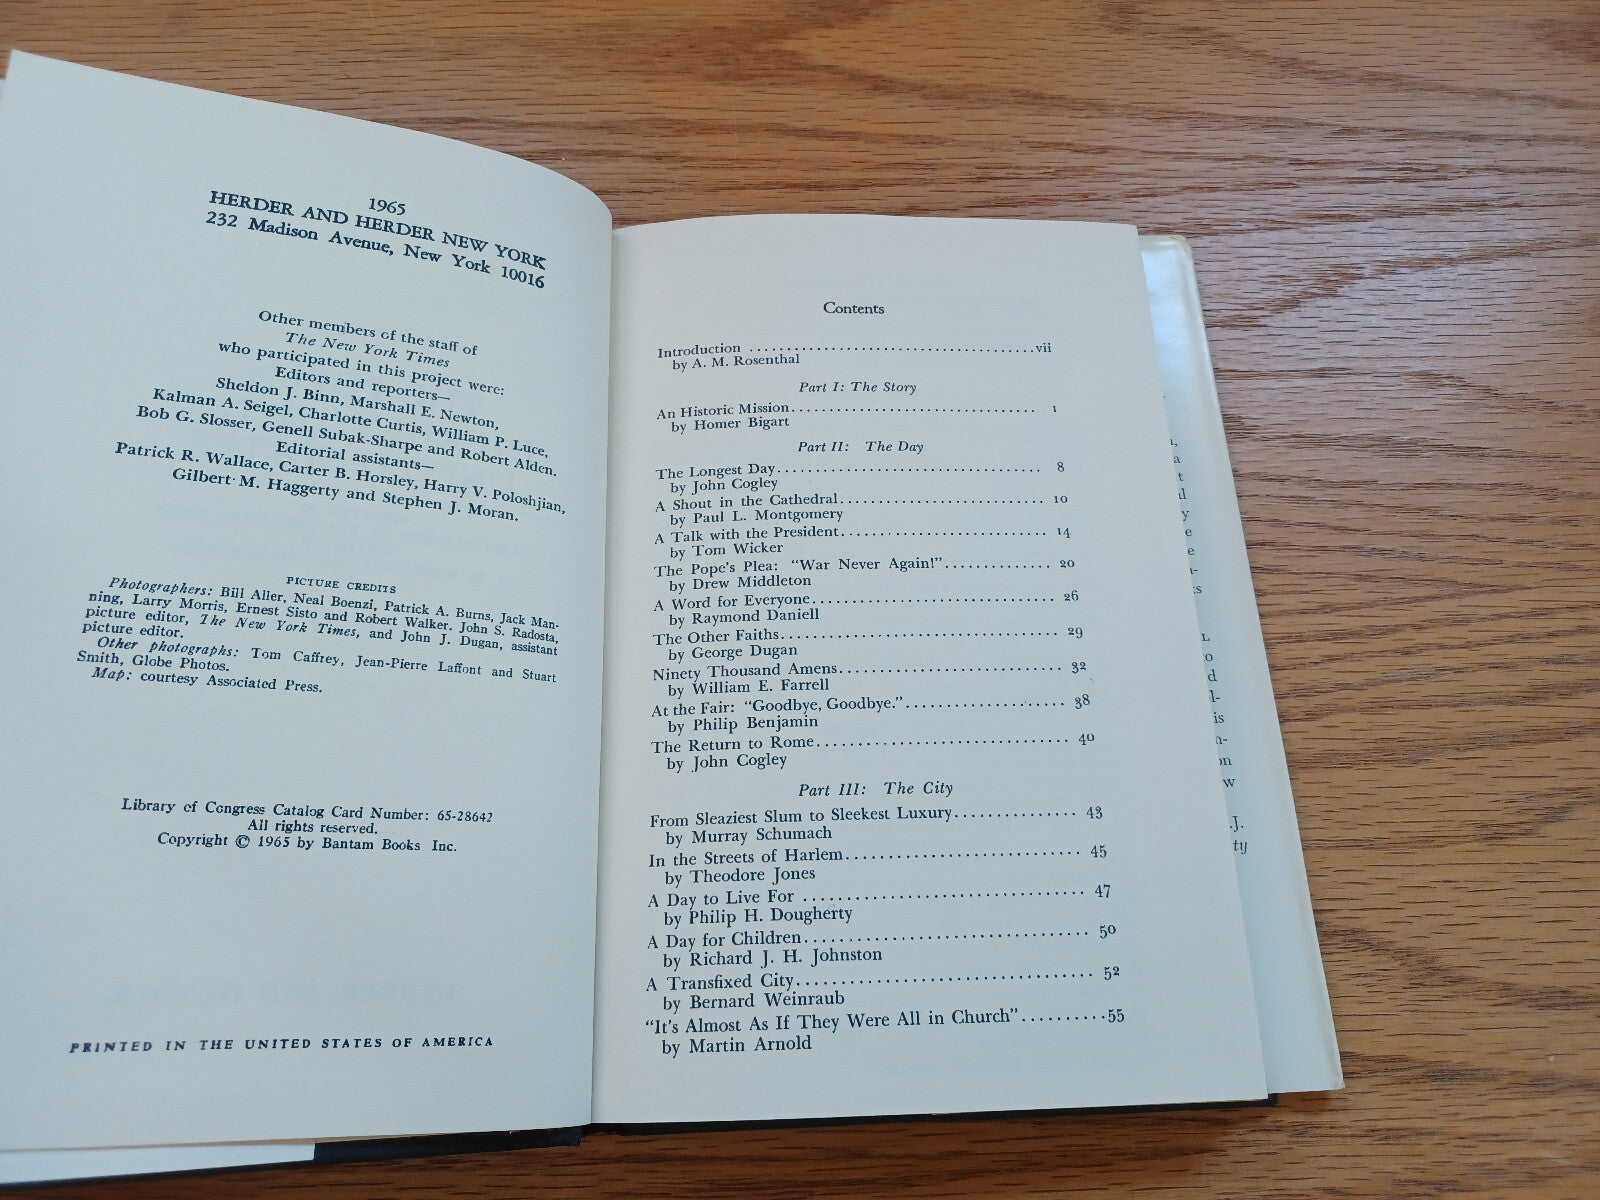 1965
HERDER AND HERDER NEW YORK
232 Madison Avenue, New York 10016
Other members of the staff of
The New York Times
who participated in this project were:
Editors and reporters—
Sheldon J. Binn, Marshall E. Newton,
Kalman A. Seigel, Charlotte Curtis, William P. Luce,
Bob G. Slosser, Genell Subak-Sharpe and Robert Alden.
Editorial assistants—
Patrick R. Wallace, Carter B. Horsley, Harry V. Poloshjian,
Gilbert M. Haggerty and Stephen J. Moran.
PICTURE CREDITS
Photographers: Bill Aller, Neal Boenzi, Patrick A. Burns, Jack Man-
ning, Larry Morris, Ernest Sisto and Robert Walker. John S. Radosta,
picture editor, The New York Times, and John J. Dugan, assistant
picture editor.
Other photographs: Tom Caffrey, Jean-Pierre Laffont and Stuart
Smith, Globe Photos.
Map: courtesy Associated Press.
Library of Congress Catalog Card Number: 65-28642
All rights reserved.
Copyright © 1965 by Bantam Books Inc.
PRINTED IN THE UNITED STATES OF AMERICA
Contents
Introduction ......................................vii
by A. M. Rosenthal
Part I: The Story
An Historic Mission................................ 1
by Homer Bigart
Part II: The Day
The Longest Day................................... 8
by John Cogley
A Shout in the Cathedral........................... 10
by Paul L. Montgomery
A Talk with the President........................... 14
by Tom Wicker
The Pope's Plea: "War Never Again!".............. 20
by Drew Middleton
A Word for Everyone............................... 26
by Raymond Daniell
The Other Faiths................................... 29
by George Dugan
Ninety Thousand Amens............................ 32
by William E. Farrell
At the Fair: "Goodbye, Goodbye."................... 38
by Philip Benjamin
The Return to Rome............................... 40
by John Cogley
Part III: The City
From Sleaziest Slum to Sleekest Luxury............... 43
by Murray Schumach
In the Streets of Harlem............................. 45
by Theodore Jones
A Day to Live For .................................. 47
by Philip H. Dougherty
A Day for Children.................................. 50
by Richard J. H. Johnston
A Transfixed City................................... 52
by Bernard Weinraub
"It's Almost As If They Were All in Church"..........55
by Martin Arnold